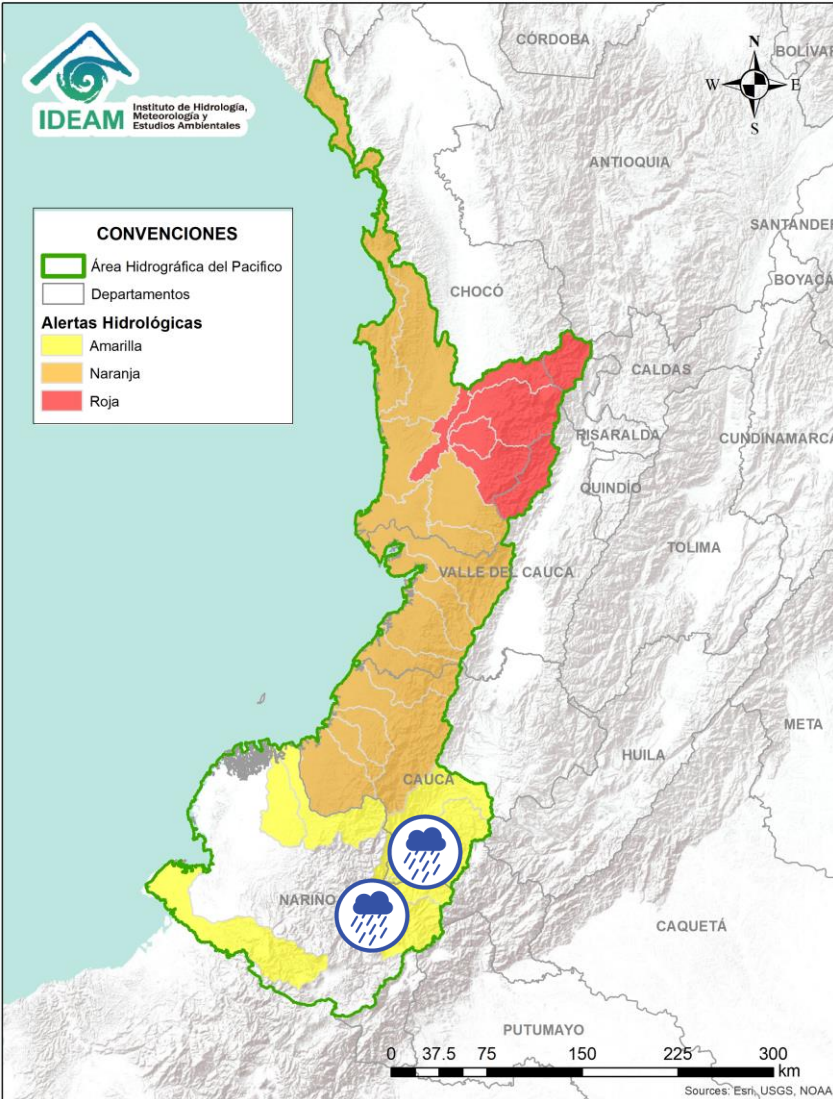 IDEAM
Instituto de Hidrología,
Meteorología y
Estudios Ambientales
N
W
E
S
CÓRDOBA
BOLÍVAR
ANTIOQUIA
SANTANDER
BOYACÁ
CHOCÓ
CALDAS
RISARALDA
CUNDINAMARCA
QUINDÍO
TOLIMA
VALLE DEL CAUCA
META
HUILA
CAUCA
NARIÑO
CAQUETÁ
PUTUMAYO
CONVENCIONES
Área Hidrográfica del Pacifico
Departamentos
Alertas Hidrológicas
Amarilla
Naranja
Roja
0 37.5 75 150 225 300
km
Sources: Esri, USGS, NOAA